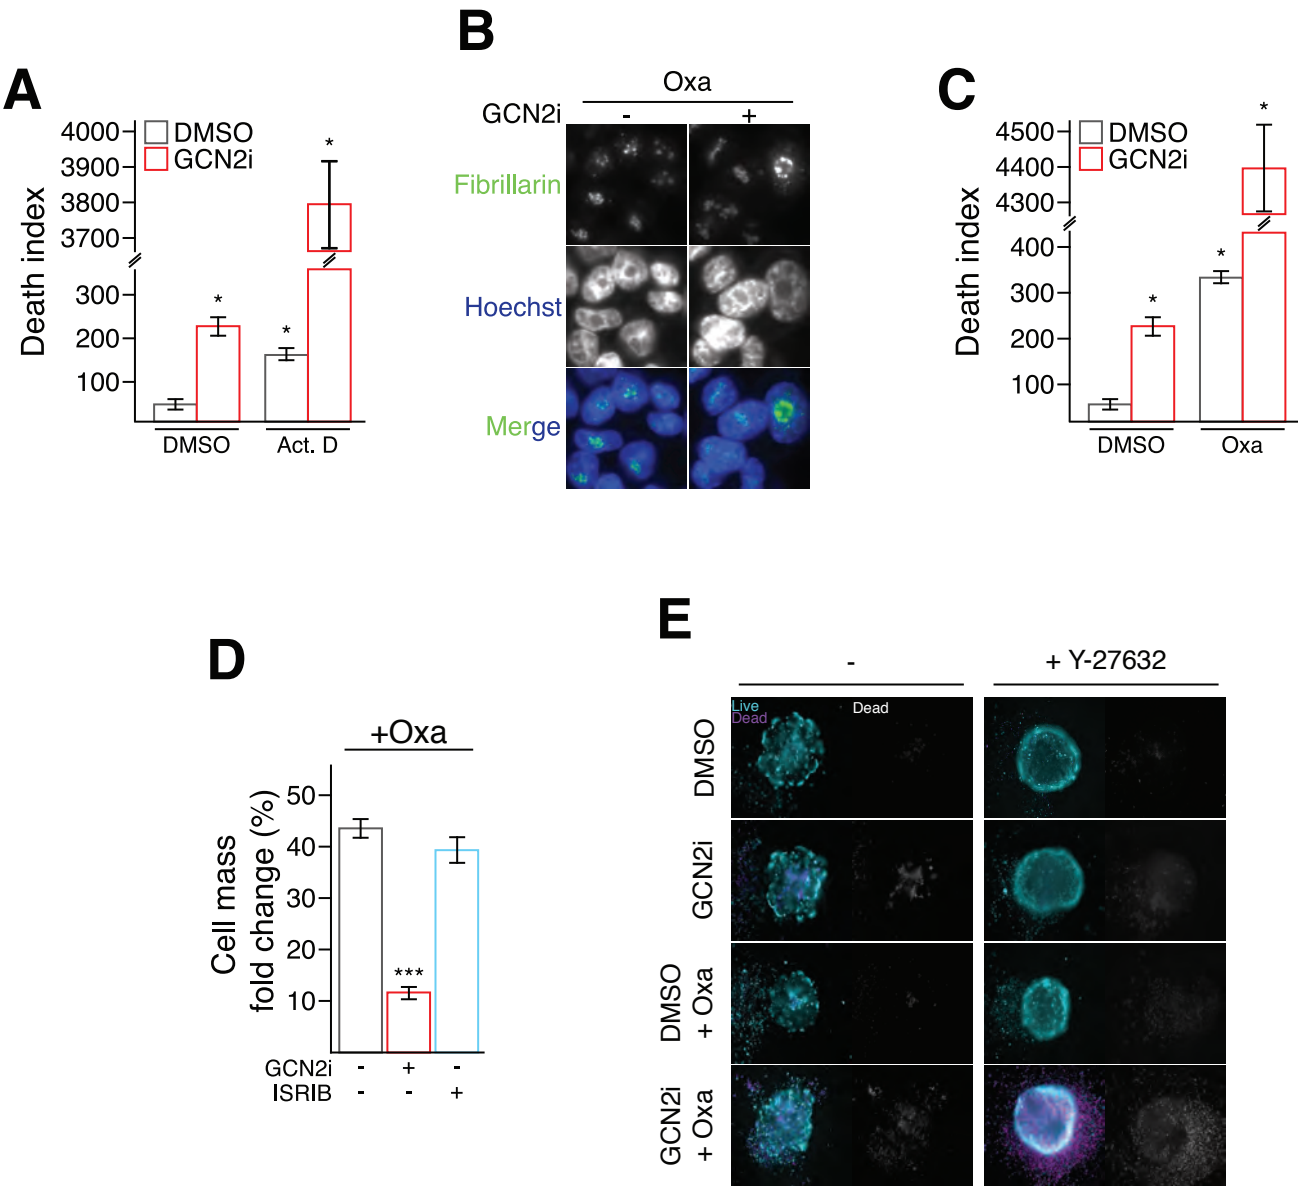 A
Death index
4000
3900
3800
3700
300
200
100
DMSO
GCN2i
*
*
*
DMSO
Act. D
B
Oxa
GCN2i - +
Fibrillarin
Hoechst
Merge
C
Death index
4500
4400
4300
400
300
200
100
DMSO
GCN2i
*
*
*
DMSO
Oxa
D
+Oxa
Cell mass
fold change (%)
50
40
30
20
10
***
GCN2i - + -
ISRIB - - +
E
- + Y-27632
Live
Dead
Dead
DMSO
GCN2i
DMSO
+ Oxa
GCN2i
+ Oxa